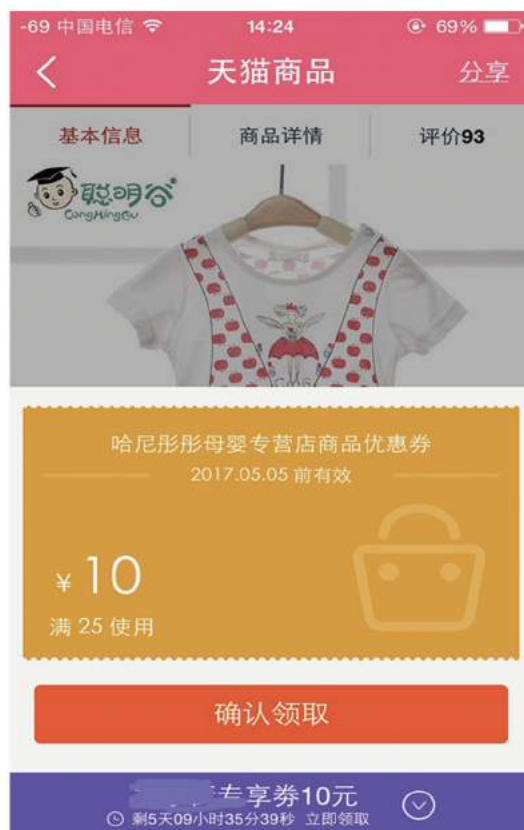 -69 中国电信 14:24 69%
天猫商品 分享
基本信息 商品详情 评价93
聪明谷
CongMingGu
哈尼彤彤母婴专营店商品优惠券
2017.05.05 前有效
¥ 10
满 25 使用
确认领取
专享券10元
剩5天09小时35分39秒 立即领取